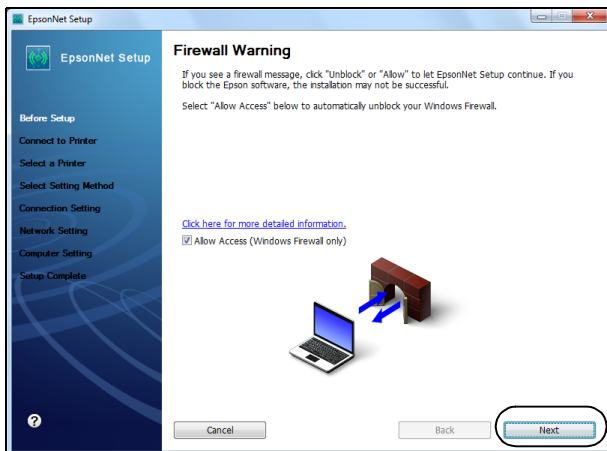 EpsonNet Setup
EpsonNet Setup
Before Setup
Connect to Printer
Select a Printer
Select Setting Method
Connection Setting
Network Setting
Computer Setting
Setup Complete
?
Firewall Warning
If you see a firewall message, click "Unblock" or "Allow" to let EpsonNet Setup continue. If you
block the Epson software, the installation may not be successful.
Select "Allow Access" below to automatically unblock your Windows Firewall.
Click here for more detailed information.
Allow Access (Windows Firewall only)
Cancel
Back
Next